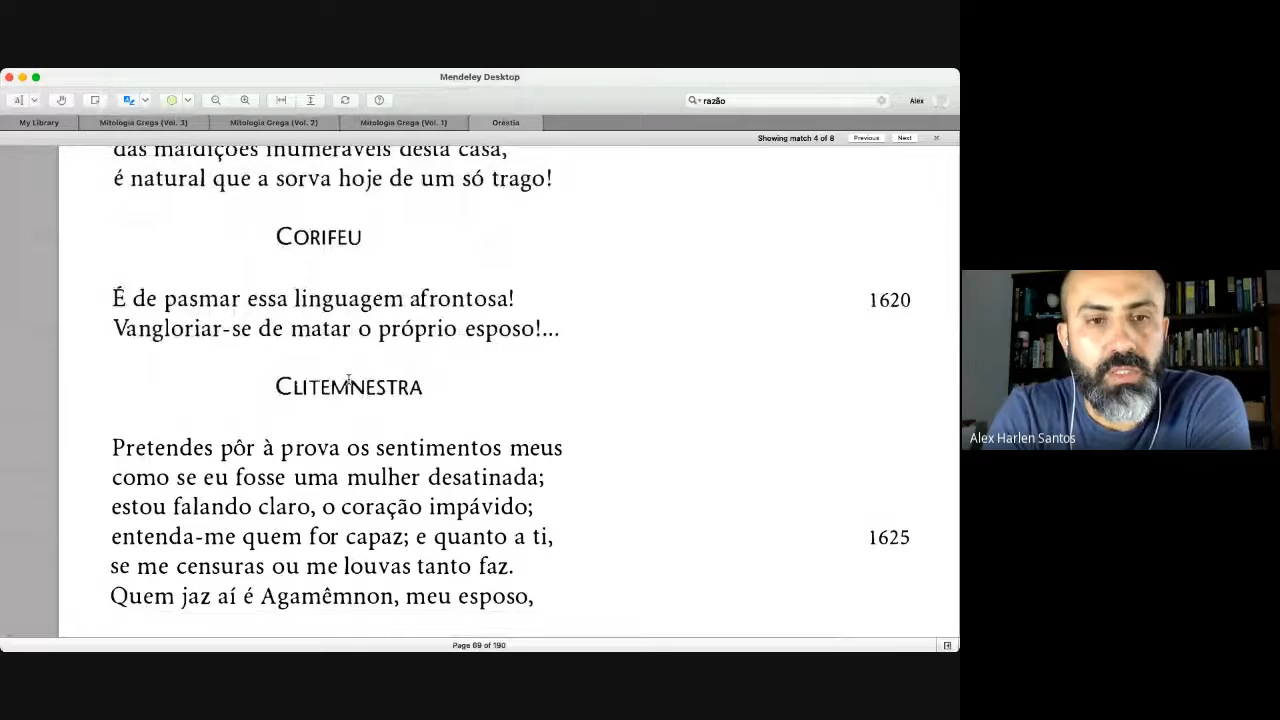 Mendeley Desktop
razão
Alex
My Library
Mitologia Grega (Vol. 3)
Mitologia Grega (Vol. 2)
Mitologia Grega (Vol. 1)
Oréstia
Showing match 4 of 8
Previous
Next
das maldições inumeráveis desta casa,
é natural que a sorva hoje de um só trago!
CORIFEU
É de pasmar essa linguagem afrontosa! 1620
Vangloriar-se de matar o próprio esposo!...
CLITEMNESTRA
Pretendes pôr à prova os sentimentos meus
como se eu fosse uma mulher desatinada;
estou falando claro, o coração impávido;
entenda-me quem for capaz; e quanto a ti, 1625
se me censuras ou me louvas tanto faz.
Quem jaz aí é Agamêmnon, meu esposo,
Page 69 of 190
Alex Harlen Santos